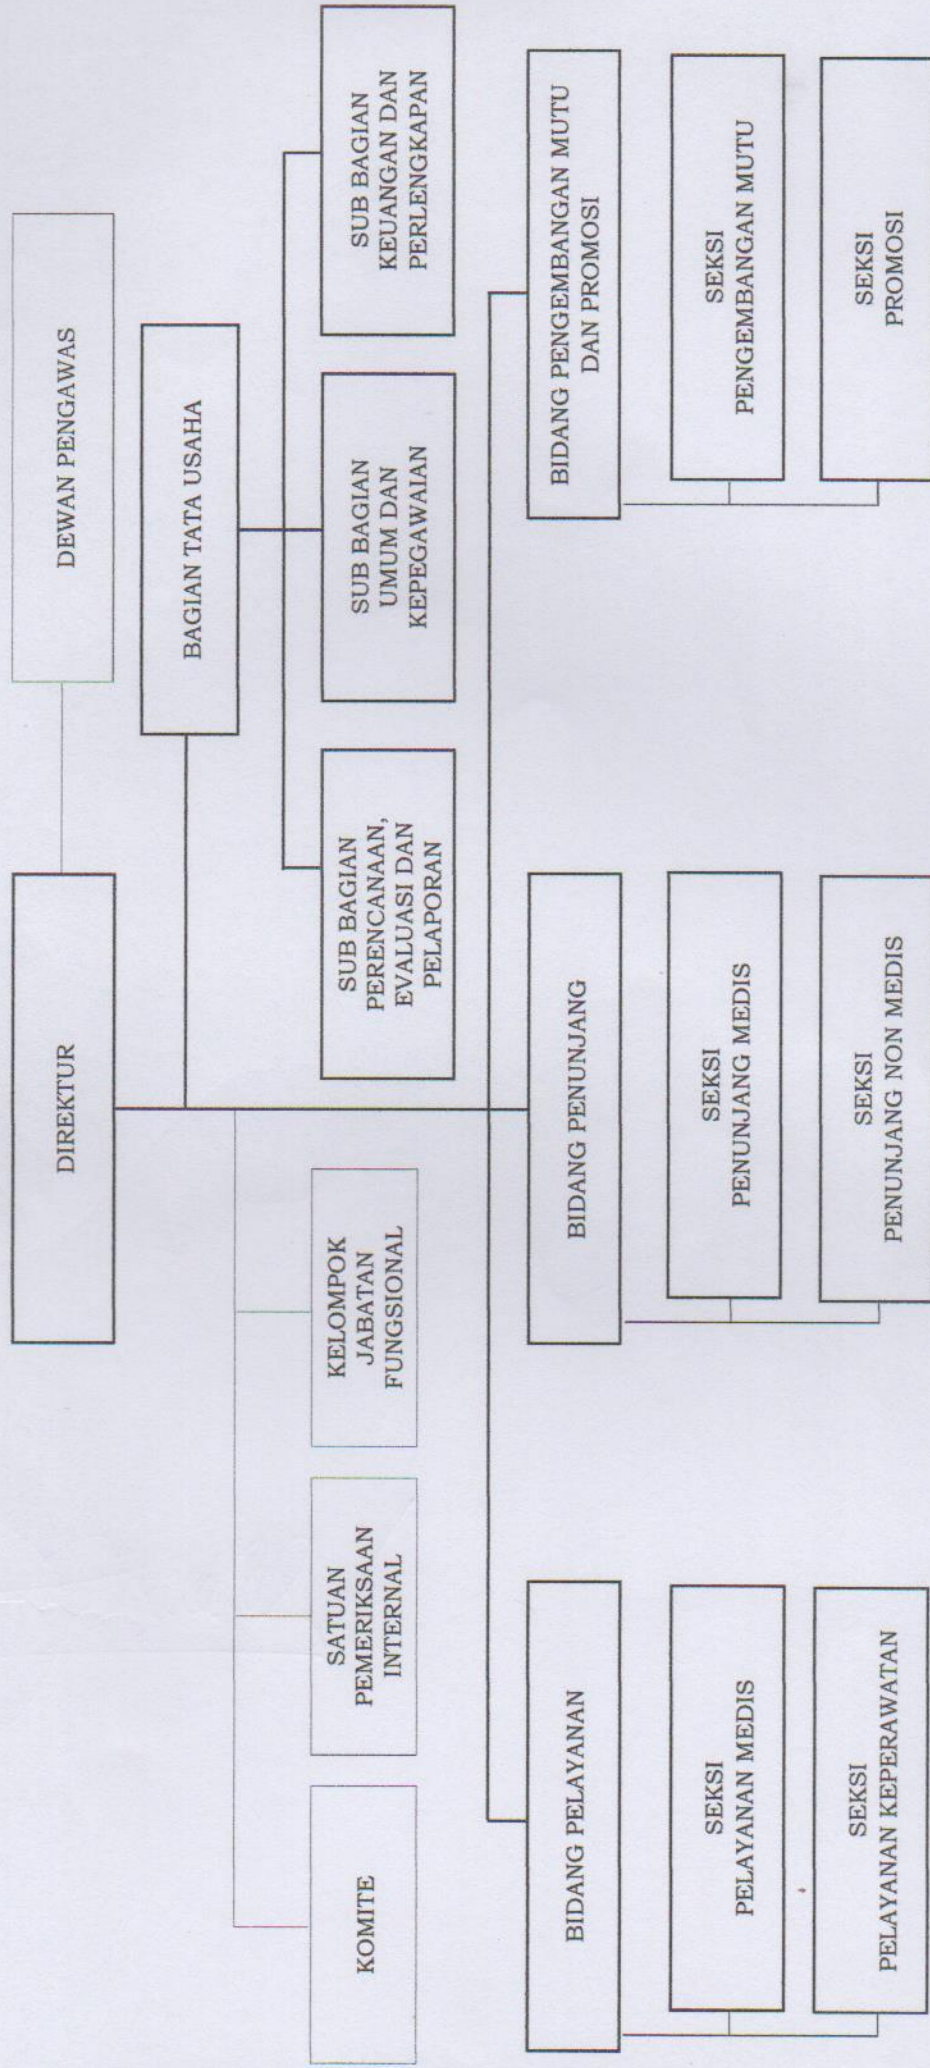 DIREKTUR
DEWAN PENGAWAS
BAGIAN TATA USAHA
KOMITE
SATUAN
PEMERIKSAAN
INTERNAL
KELOMPOK
JABATAN
FUNGSIONAL
SUB BAGIAN
PERENCANAAN,
EVALUASI DAN
PELAPORAN
SUB BAGIAN
UMUM DAN
KEPEGAWAIAN
SUB BAGIAN
KEUANGAN DAN
PERLENGKAPAN
BIDANG PELAYANAN
BIDANG PENUNJANG
BIDANG PENGEMBANGAN MUTU
DAN PROMOSI
SEKSI
PELAYANAN MEDIS
SEKSI
PENUNJANG MEDIS
SEKSI
PENGEMBANGAN MUTU
SEKSI
PELAYANAN KEPERAWATAN
SEKSI
PENUNJANG NON MEDIS
SEKSI
PROMOSI